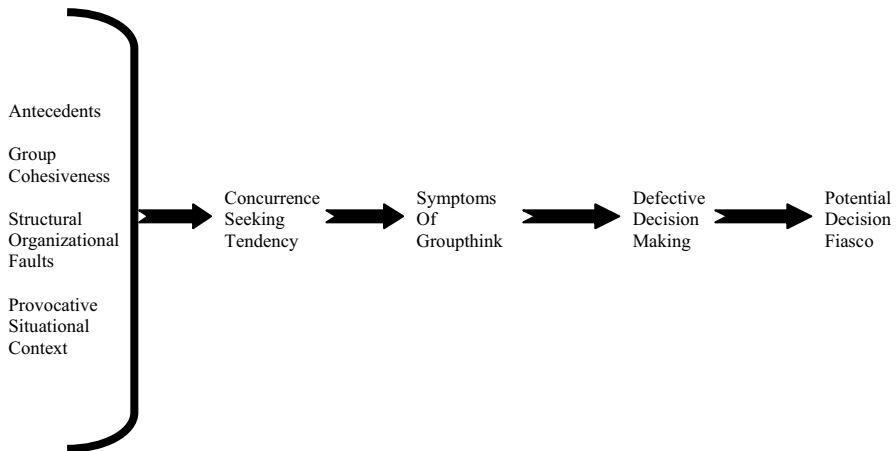 Antecedents
Group
Cohesiveness
Structural
Organizational
Faults
Provocative
Situational
Context
Concurrence
Seeking
Tendency
Symptoms
Of
Groupthink
Defective
Decision
Making
Potential
Decision
Fiasco